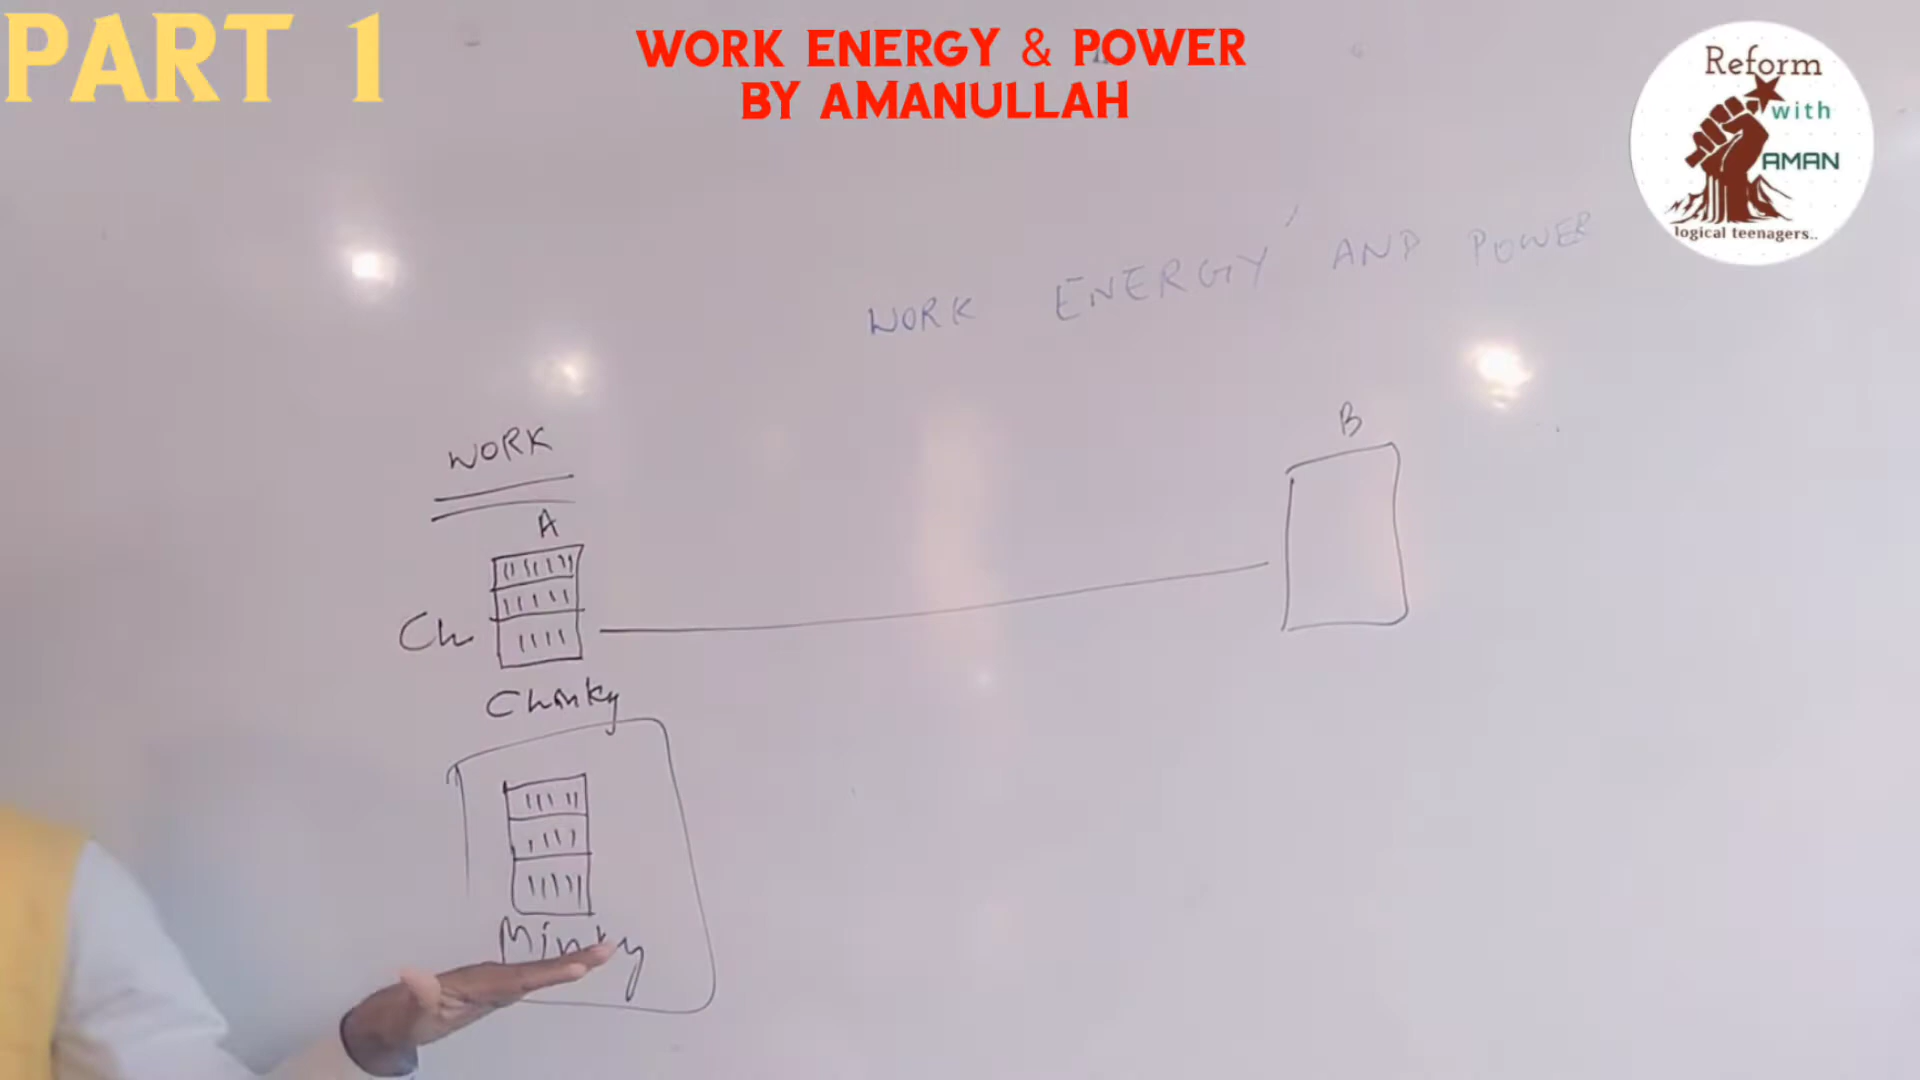 PART 1
WORK ENERGY & POWER
BY AMANULLAH
Reform
with
AMAN
logical teenagers..
WORK ENERGY AND POWER
WORK
A
B
Ch
Chinky
Minky